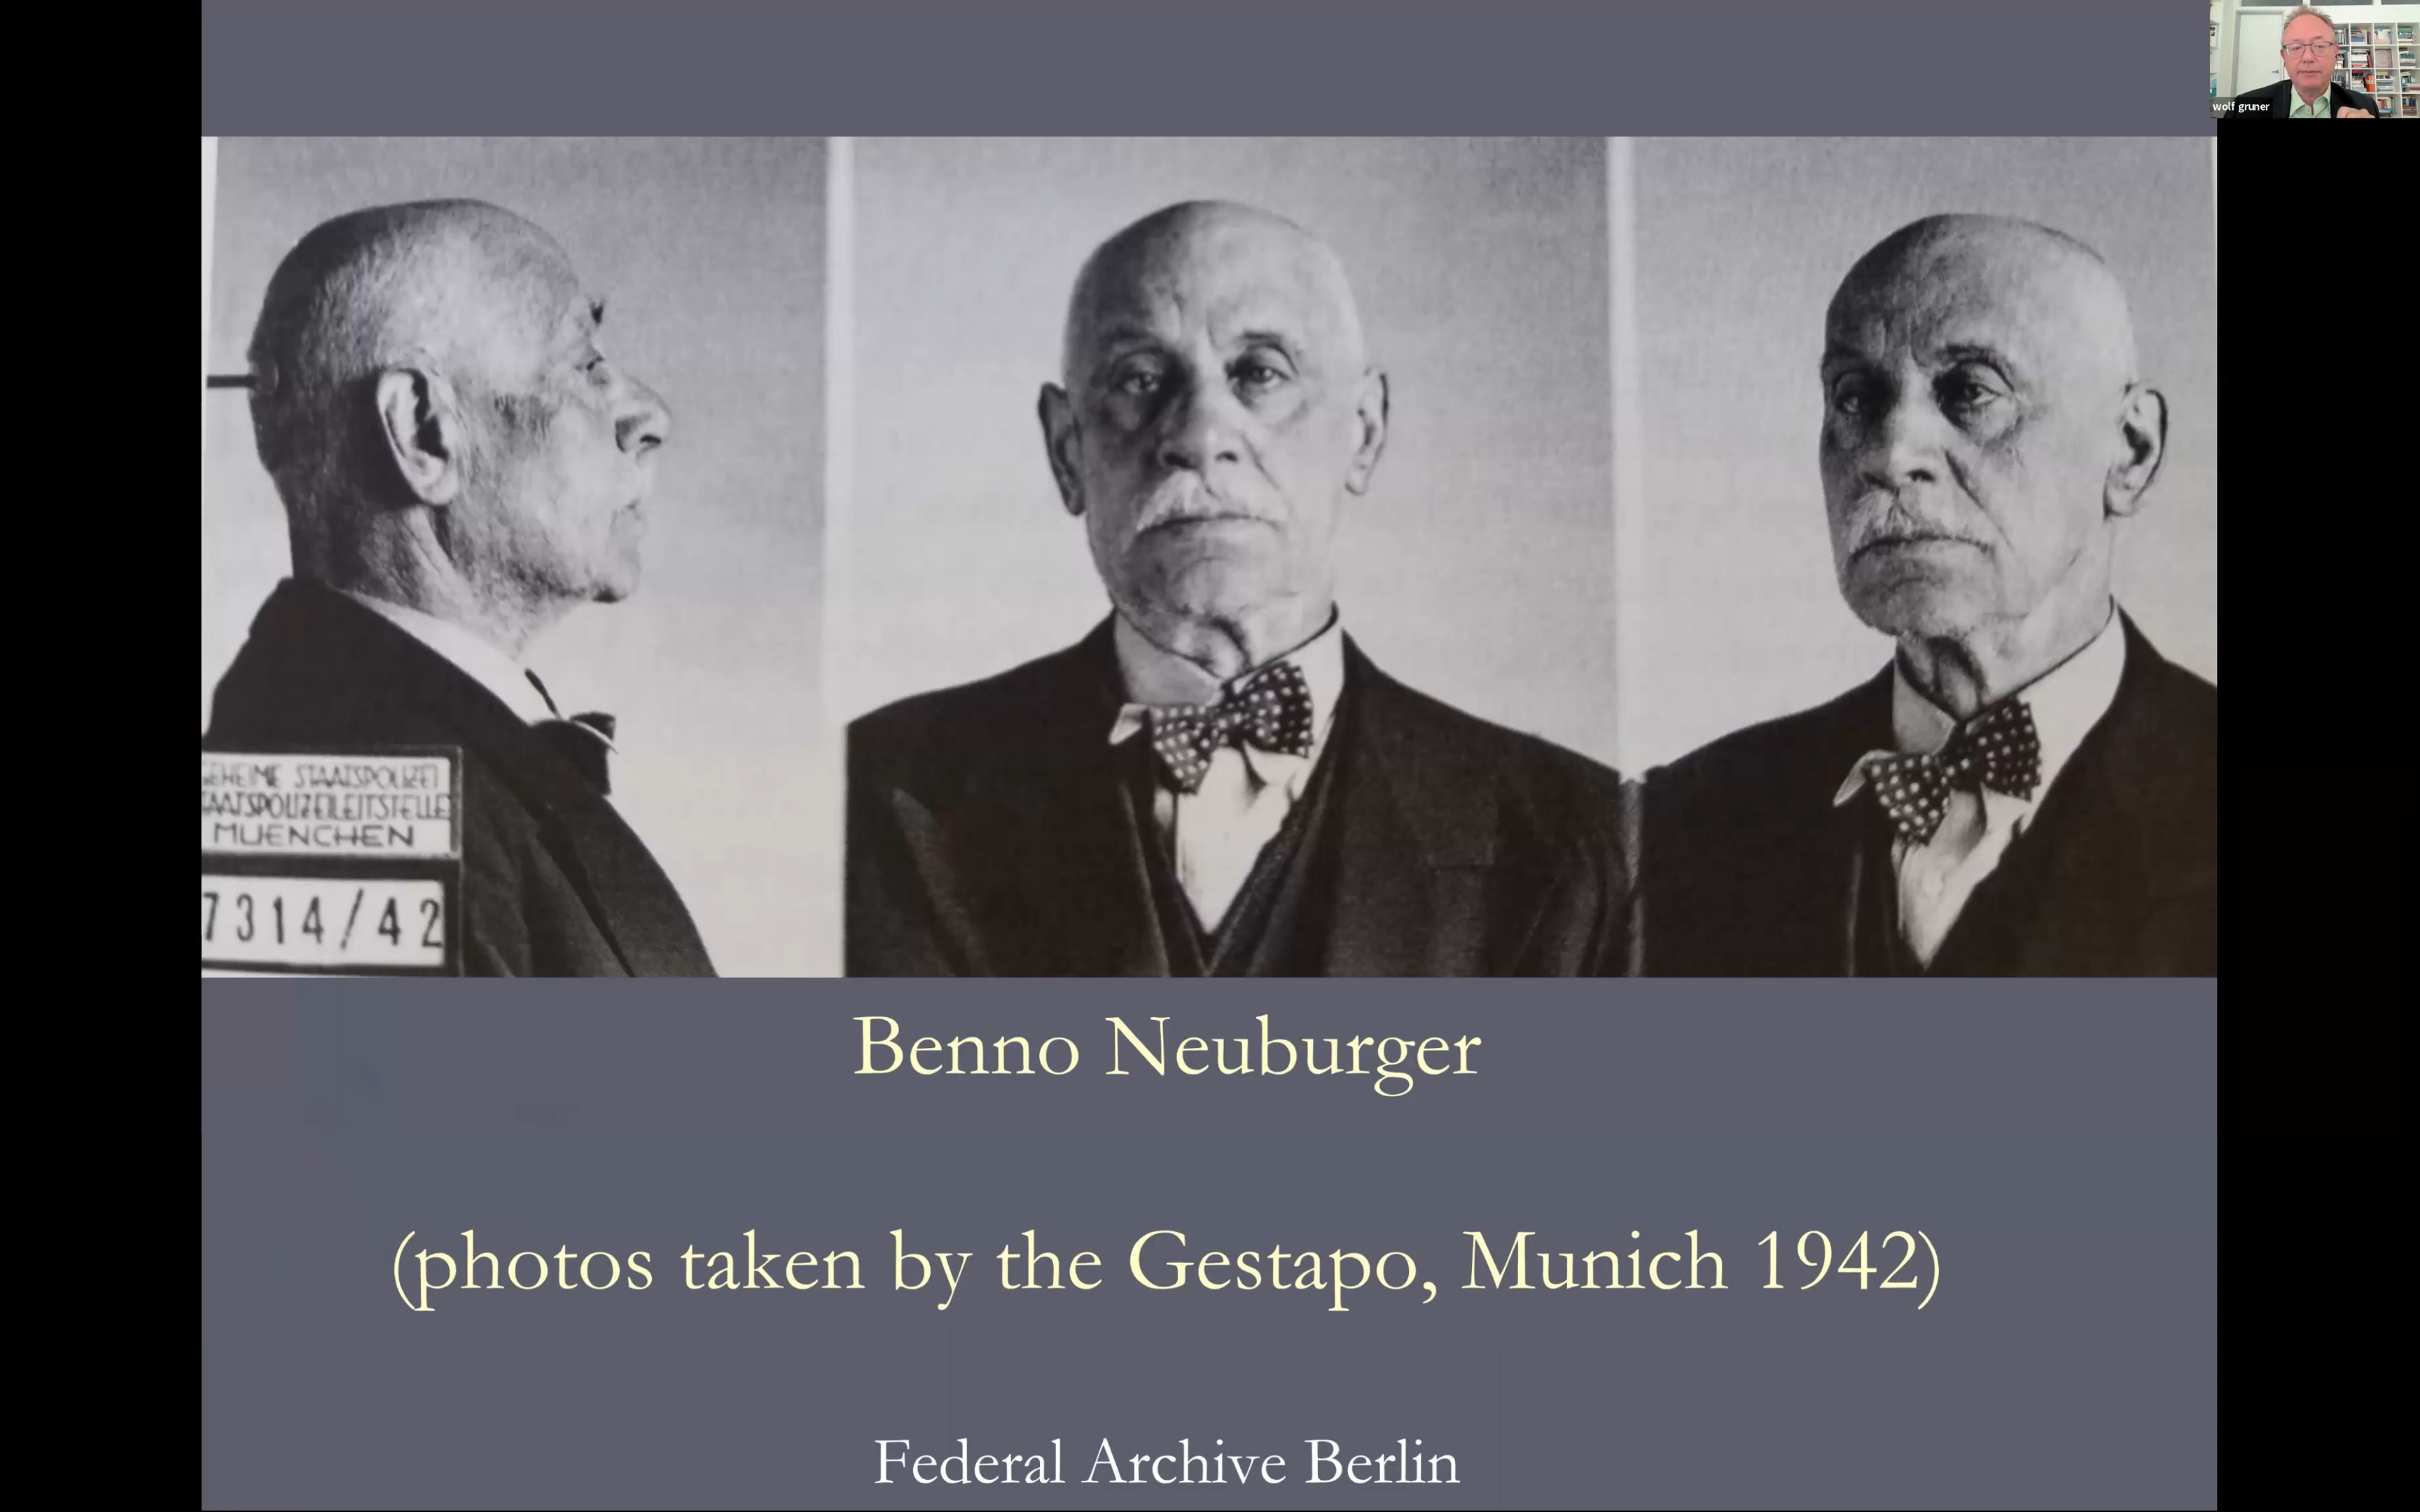 wolf gruner
GEHEIME STAATSPOLIZEI
TAATSPOLIZEILEITSTELLE
MUENCHEN
7314/42
Benno Neuburger
(photos taken by the Gestapo, Munich 1942)
Federal Archive Berlin